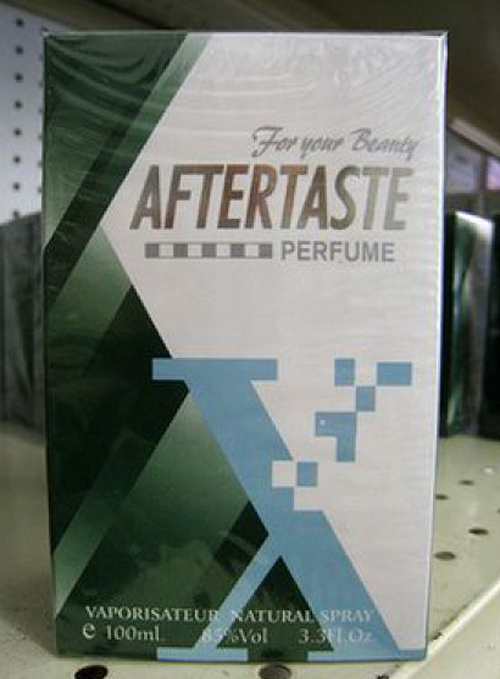 For your Beauty
AFTERTASTE
PERFUME
X
VAPORISATEUR NATURAL SPRAY
e 100ml. 85%Vol 3.3Fl.Oz.